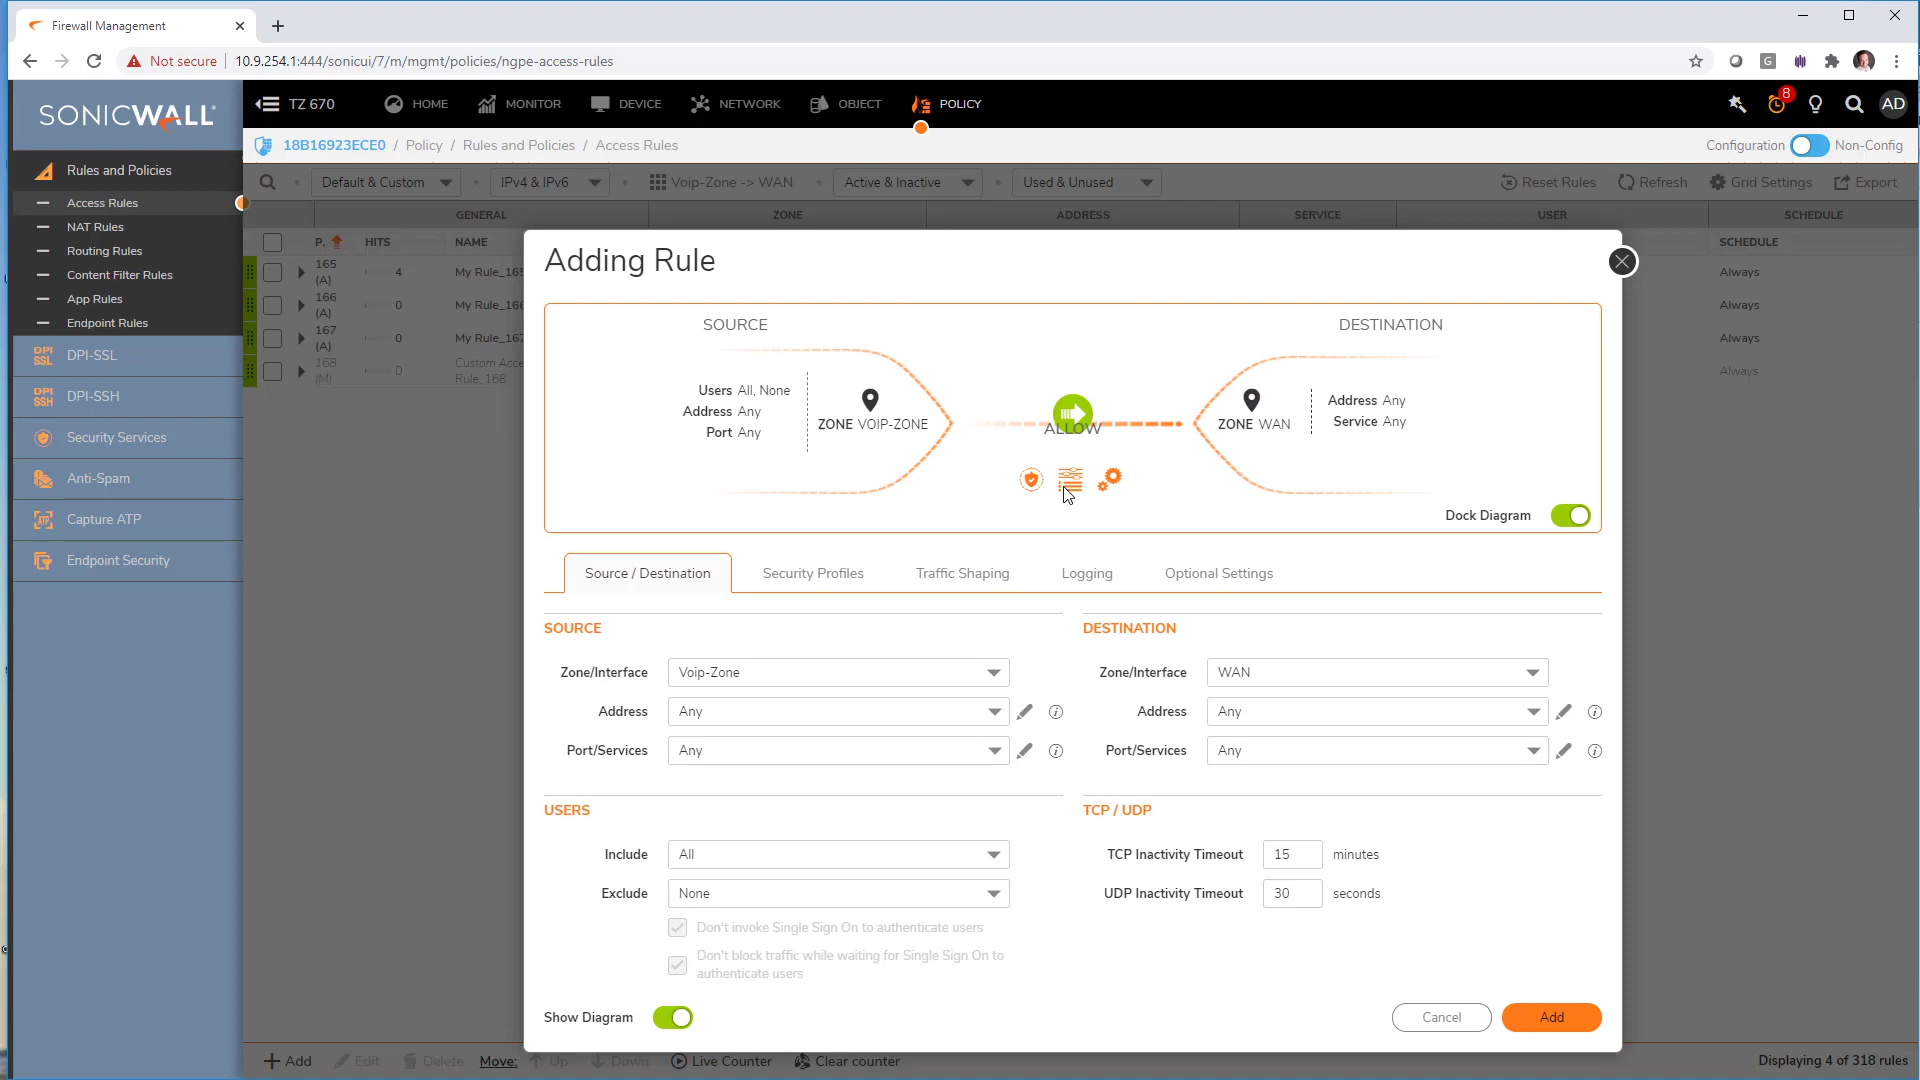 Firewall Management
Not secure
10.9.254.1:444/sonicui/7/m/mgmt/policies/ngpe-access-rules
G
SONICWALL
TZ 670
HOME
MONITOR
DEVICE
NETWORK
OBJECT
POLICY
8
AD
18B16923ECE0 / Policy / Rules and Policies / Access Rules
Configuration
Non-Config
Rules and Policies
Access Rules
NAT Rules
Routing Rules
Content Filter Rules
App Rules
Endpoint Rules
DPI SSL DPI-SSL
DPI SSH DPI-SSH
Security Services
Anti-Spam
ATP Capture ATP
Endpoint Security
Default & Custom
IPv4 & IPv6
Voip-Zone -> WAN
Active & Inactive
Used & Unused
Reset Rules
Refresh
Grid Settings
Export
GENERAL
ZONE
ADDRESS
SERVICE
USER
SCHEDULE
P.
HITS
NAME
SCHEDULE
165 (A)
4
My Rule_165
Always
166 (A)
0
My Rule_166
Always
167 (A)
0
My Rule_167
Always
168 (M)
0
Custom Acce
Rule_168
Always
Adding Rule
SOURCE
Users All, None
Address Any
Port Any
ZONE VOIP-ZONE
ALLOW
DESTINATION
ZONE WAN
Address Any
Service Any
Dock Diagram
Source / Destination
Security Profiles
Traffic Shaping
Logging
Optional Settings
SOURCE
Zone/Interface
Voip-Zone
Address
Any
Port/Services
Any
DESTINATION
Zone/Interface
WAN
Address
Any
Port/Services
Any
USERS
Include
All
Exclude
None
Don't invoke Single Sign On to authenticate users
Don't block traffic while waiting for Single Sign On to
authenticate users
TCP / UDP
TCP Inactivity Timeout
15
minutes
UDP Inactivity Timeout
30
seconds
Show Diagram
Cancel
Add
Add
Edit
Delete
Move:
Up
Down
Live Counter
Clear counter
Displaying 4 of 318 rules